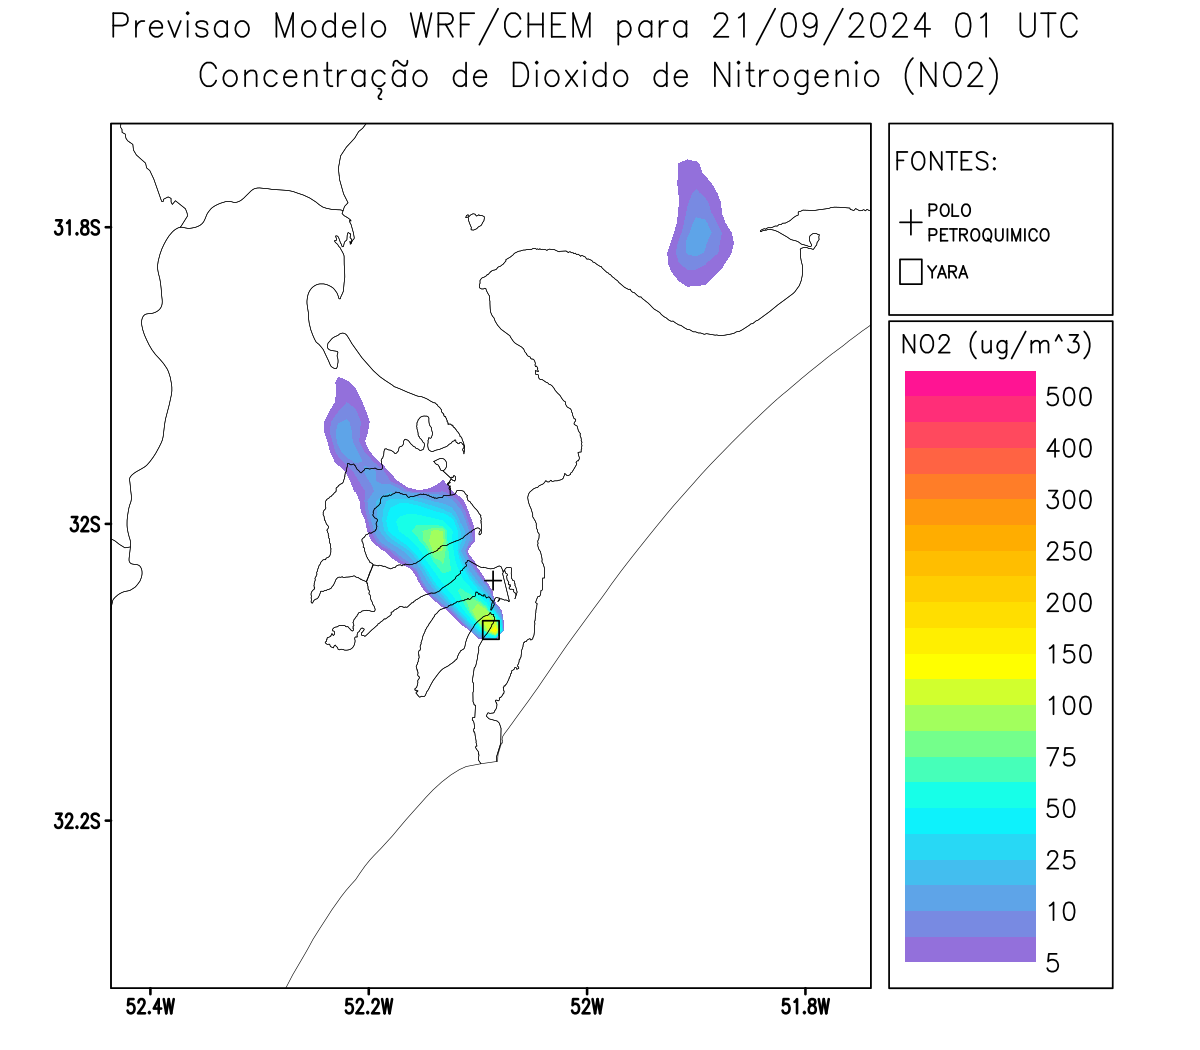 Previsao Modelo WRF/CHEM para 21/09/2024 01 UTC
Concentração de Dioxido de Nitrogenio (NO2)
FONTES:
POLO
PETROQUIMICO
YARA
NO2 (ug/m^3)
500
400
300
250
200
150
100
75
50
25
10
5
31.8S
32S
32.2S
52.4W
52.2W
52W
51.8W